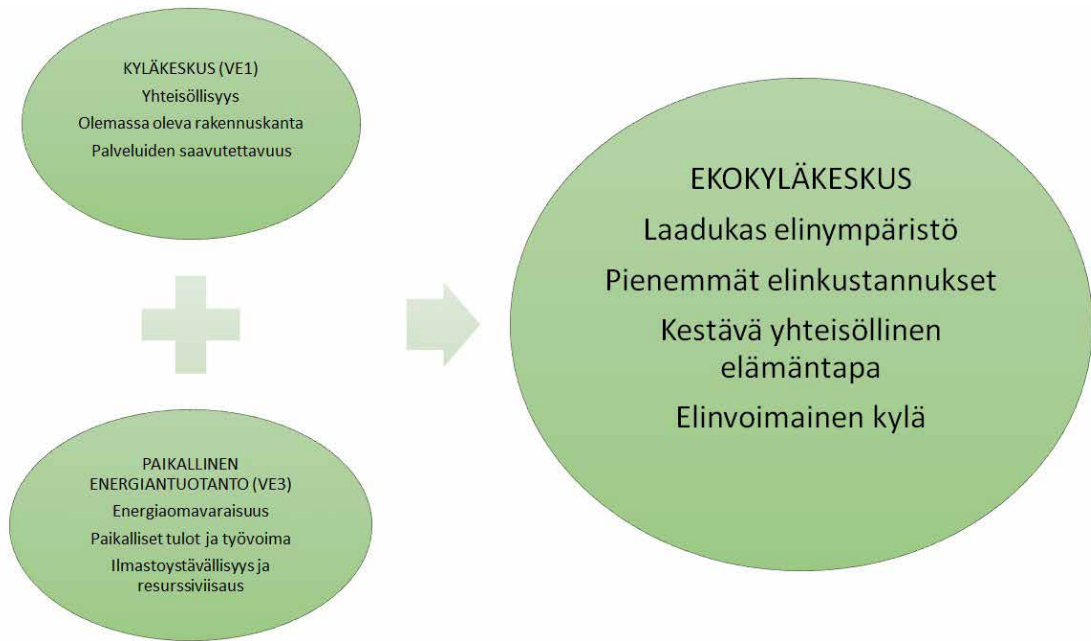 KYLÄKESKUS (VE1)
Yhteisöllisyys
Olemassa oleva rakennuskanta
Palveluiden saavutettavuus
PAIKALLINEN
ENERGIANTUOTANTO (VE3)
Energiaomavaraisuus
Paikalliset tulot ja työvoima
Ilmastoystävällisyys ja
resurssiviisaus
EKOKYLÄKESKUS
Laadukas elinympäristö
Pienemmät elinkustannukset
Kestävä yhteisöllinen
elämäntapa
Elinvoimainen kylä